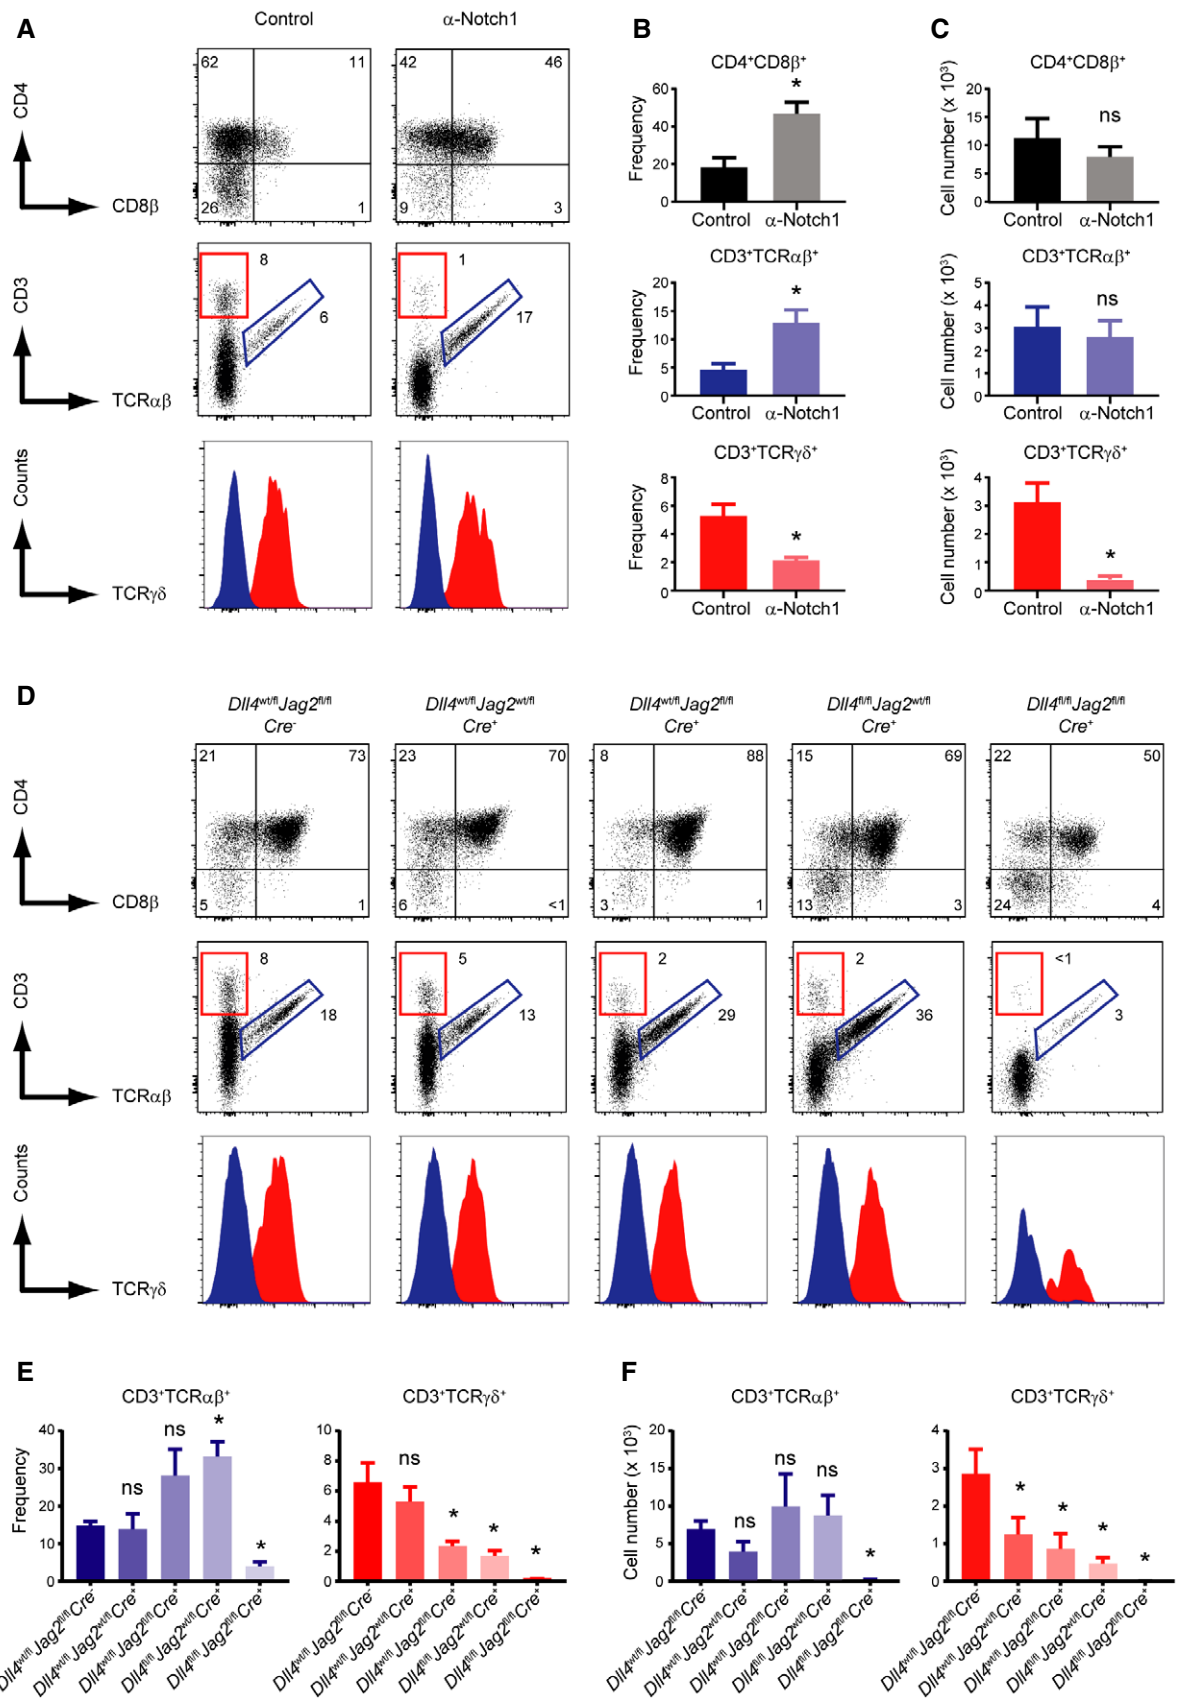 A
Control
α-Notch1
CD4
CD8β
62
11
26
1
42
46
9
3
CD3
TCRαβ
8
6
1
17
Counts
TCRγδ
B
CD4⁺CD8β⁺
Frequency
60
40
20
0
*
Control
α-Notch1
CD3⁺TCRαβ⁺
20
15
10
5
0
*
Control
α-Notch1
CD3⁺TCRγδ⁺
Frequency
8
6
4
2
0
*
Control
α-Notch1
C
CD4⁺CD8β⁺
Cell number (x 10³)
20
15
10
5
0
ns
Control
α-Notch1
CD3⁺TCRαβ⁺
Cell number (x 10³)
5
4
3
2
1
0
ns
Control
α-Notch1
CD3⁺TCRγδ⁺
Cell number (x 10³)
4
3
2
1
0
*
Control
α-Notch1
D
Dll4wt/fl Jag2fl/fl
Cre-
Dll4wt/fl Jag2wt/fl
Cre+
Dll4wt/fl Jag2fl/fl
Cre+
Dll4fl/fl Jag2wt/fl
Cre+
Dll4fl/fl Jag2fl/fl
Cre+
CD4
CD8β
21
73
5
1
23
70
6
<1
8
88
3
1
15
69
13
3
22
50
24
4
CD3
TCRαβ
8
18
5
13
2
29
2
36
<1
3
Counts
TCRγδ
E
CD3⁺TCRαβ⁺
Frequency
40
30
20
10
0
ns
ns
*
*
Dll4wt/fl Jag2fl/fl Cre-
Dll4wt/fl Jag2wt/fl Cre+
Dll4wt/fl Jag2fl/fl Cre+
Dll4fl/fl Jag2wt/fl Cre+
Dll4fl/fl Jag2fl/fl Cre+
CD3⁺TCRγδ⁺
10
8
6
4
2
0
ns
*
*
*
Dll4wt/fl Jag2fl/fl Cre-
Dll4wt/fl Jag2wt/fl Cre+
Dll4wt/fl Jag2fl/fl Cre+
Dll4fl/fl Jag2wt/fl Cre+
Dll4fl/fl Jag2fl/fl Cre+
F
CD3⁺TCRαβ⁺
Cell number (x 10³)
20
15
10
5
0
ns
ns
ns
*
Dll4wt/fl Jag2fl/fl Cre-
Dll4wt/fl Jag2wt/fl Cre+
Dll4wt/fl Jag2fl/fl Cre+
Dll4fl/fl Jag2wt/fl Cre+
Dll4fl/fl Jag2fl/fl Cre+
CD3⁺TCRγδ⁺
4
3
2
1
0
*
*
*
*
Dll4wt/fl Jag2fl/fl Cre-
Dll4wt/fl Jag2wt/fl Cre+
Dll4wt/fl Jag2fl/fl Cre+
Dll4fl/fl Jag2wt/fl Cre+
Dll4fl/fl Jag2fl/fl Cre+